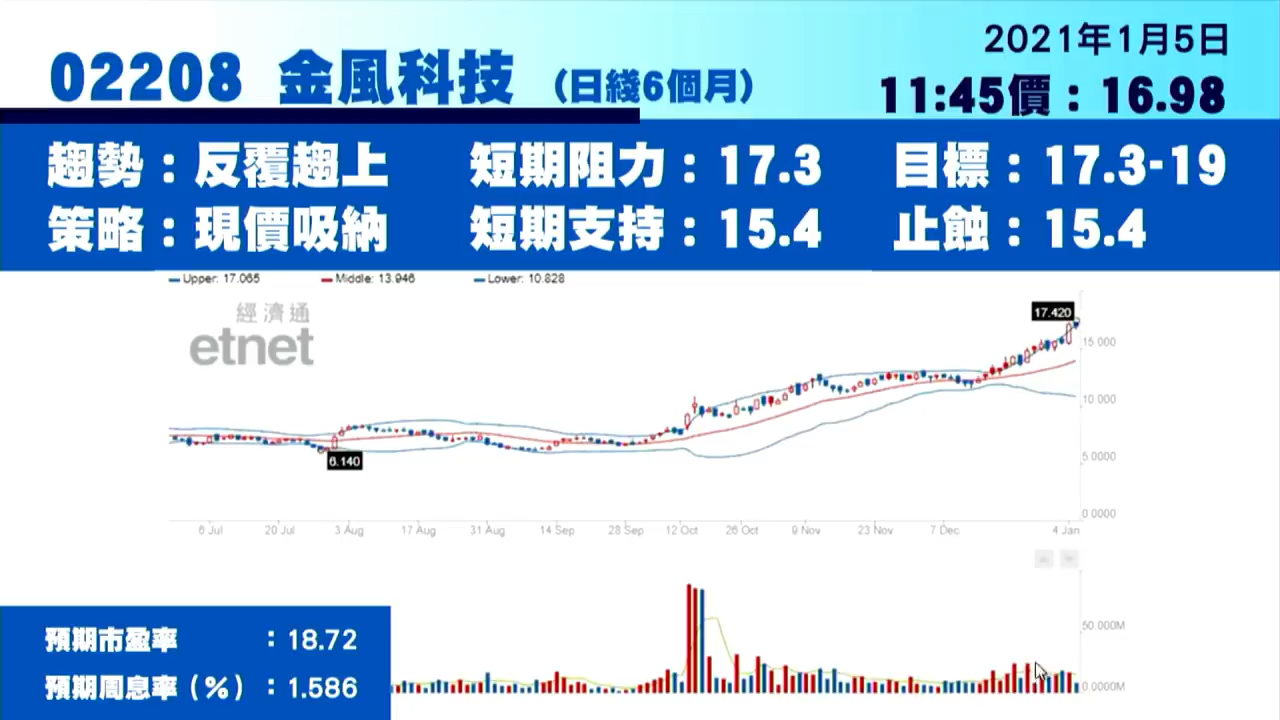 02208 金風科技 (日綫6個月)
2021年1月5日
11:45價：16.98
趨勢：反覆趨上 短期阻力：17.3 目標：17.3-19
策略：現價吸納 短期支持：15.4 止蝕：15.4
Upper: 17.065 Middle: 13.946 Lower: 10.828
經濟通
etnet
17.420
15 000
10 000
6.140
5 0000
0 0000
6 Jul 20 Jul 3 Aug 17 Aug 31 Aug 14 Sep 28 Sep 12 Oct 26 Oct 9 Nov 23 Nov 7 Dec 4 Jan
50 000M
0 0000M
預期市盈率 ：18.72
預期周息率（%）：1.586